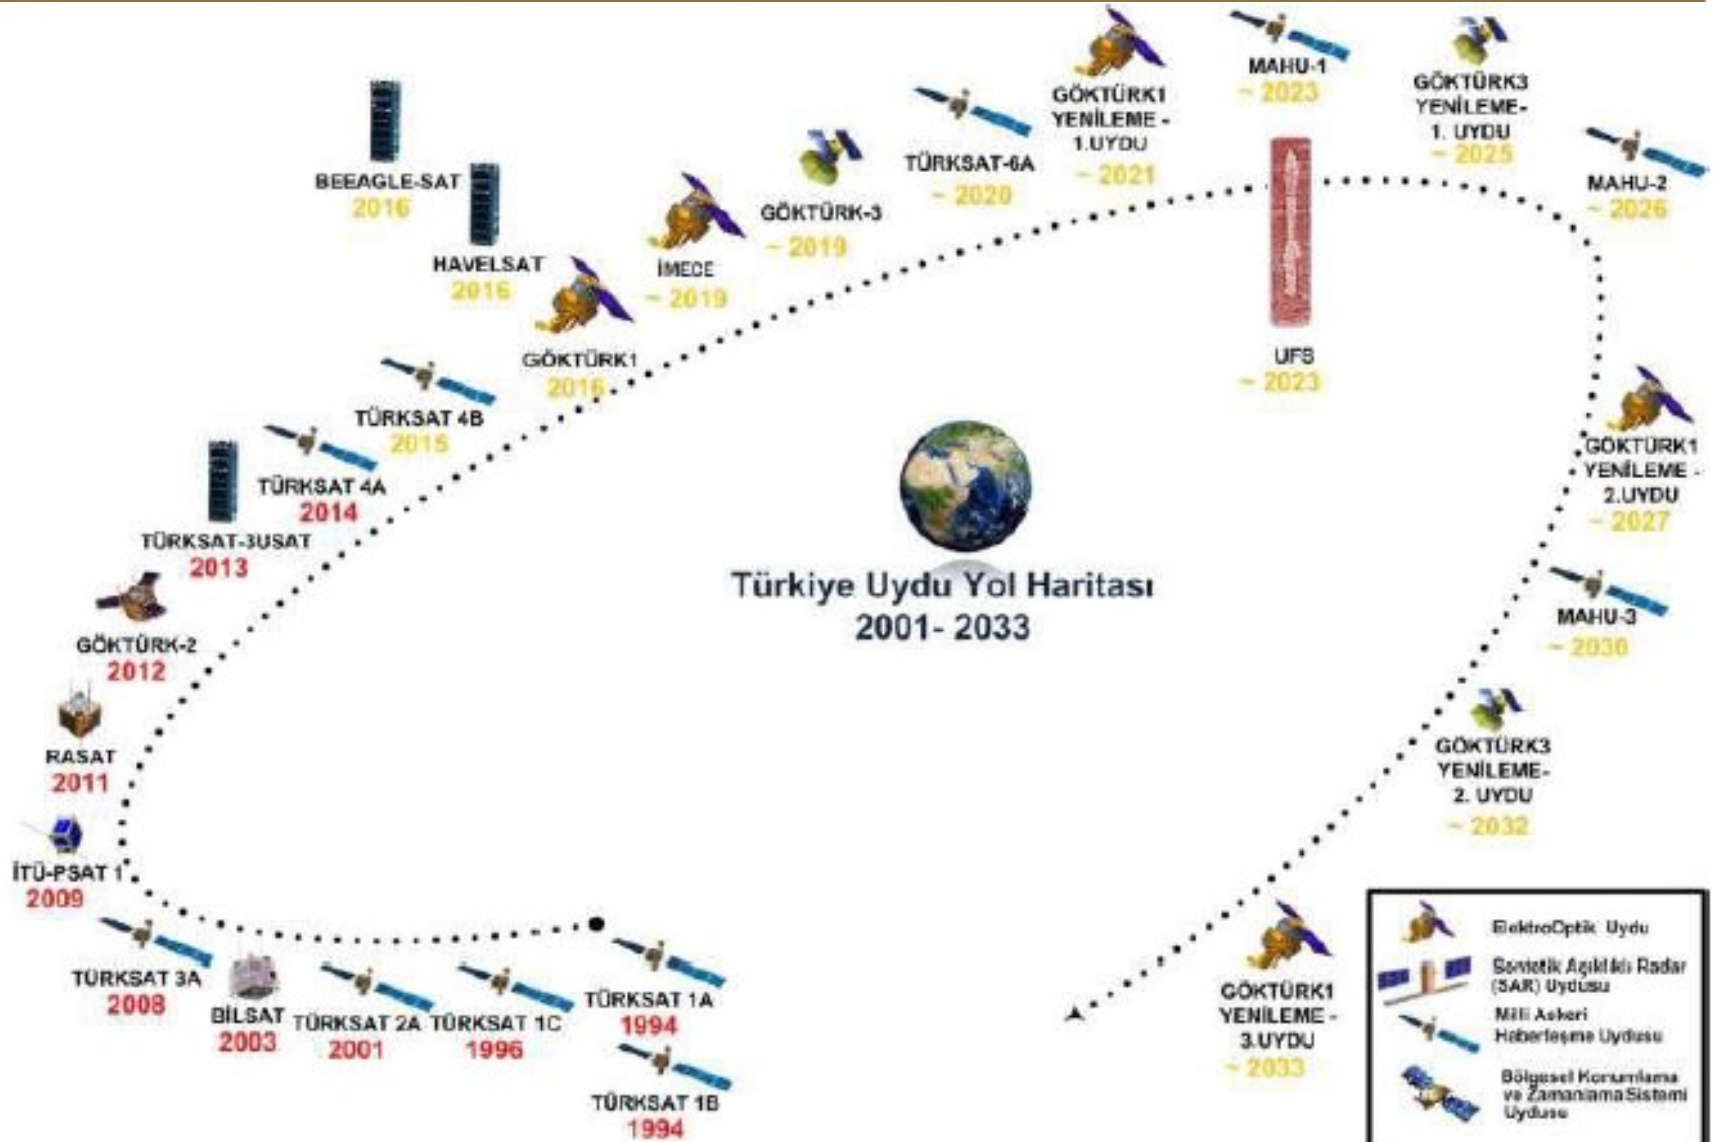 BEEAGLE-SAT
2016
HAVELSAT
2016
GÖKTÜRK1
2016
İMECE
~ 2019
GÖKTÜRK-3
~ 2019
TÜRKSAT-6A
~ 2020
GÖKTÜRK1
YENİLEME -
1.UYDU
~ 2021
MAHU-1
~ 2023
GÖKTÜRK3
YENİLEME-
1. UYDU
~ 2025
MAHU-2
~ 2026
UFS
~ 2023
GÖKTÜRK1
YENİLEME -
2.UYDU
~ 2027
MAHU-3
~ 2030
GÖKTÜRK3
YENİLEME-
2. UYDU
~ 2032
GÖKTÜRK1
YENİLEME -
3.UYDU
~ 2033
TÜRKSAT 4B
2015
TÜRKSAT 4A
2014
TÜRKSAT-3USAT
2013
GÖKTÜRK-2
2012
RASAT
2011
İTÜ-PSAT 1
2009
TÜRKSAT 3A
2008
BİLSAT
2003
TÜRKSAT 2A
2001
TÜRKSAT 1C
1996
TÜRKSAT 1A
1994
TÜRKSAT 1B
1994
Türkiye Uydu Yol Haritası
2001- 2033
ElektroOptik Uydu
Sentetik Açıklıklı Radar
(SAR) Uydusu
Milli Askeri
Haberleşme Uydusu
Bölgesel Konumlama
ve Zamanlama Sistemi
Uydusu